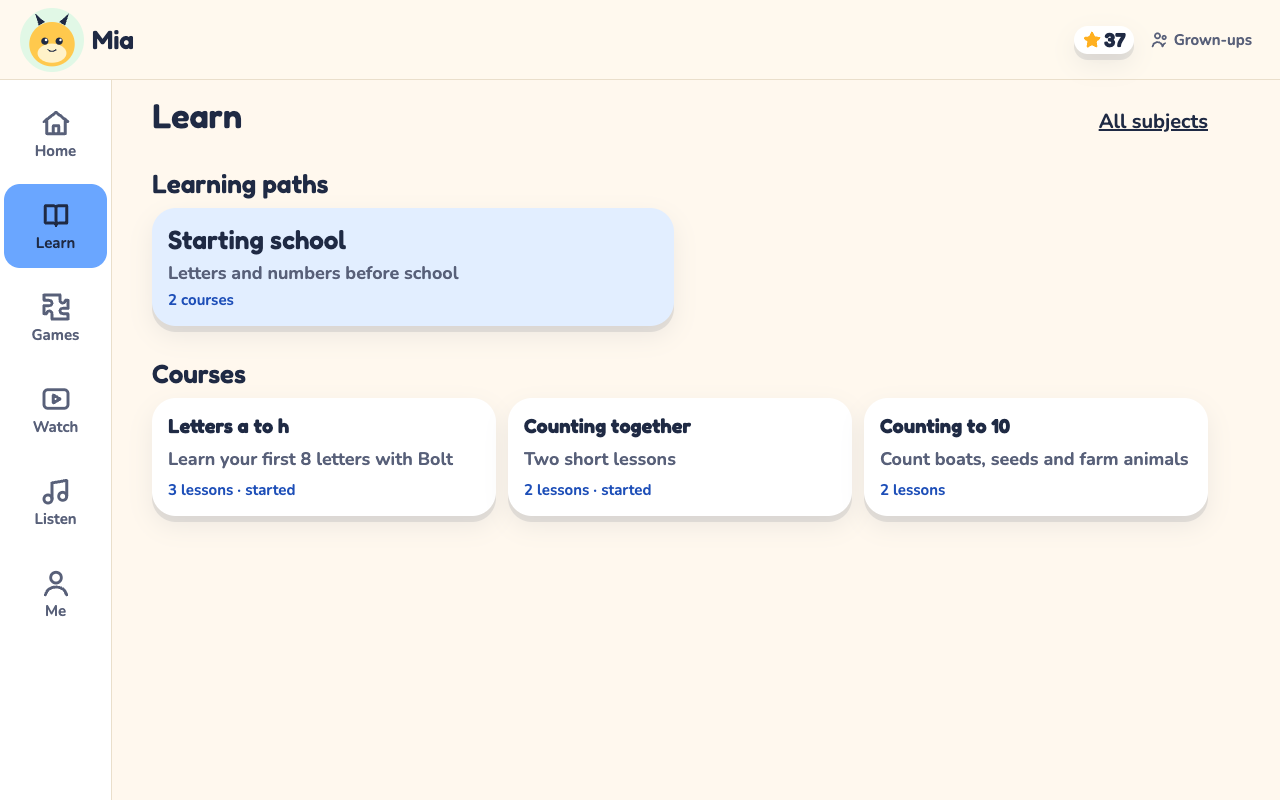 Mia
37
Grown-ups
Home
Learn
Games
Watch
Listen
Me
Learn
All subjects
Learning paths
Starting school
Letters and numbers before school
2 courses
Courses
Letters a to h
Learn your first 8 letters with Bolt
3 lessons · started
Counting together
Two short lessons
2 lessons · started
Counting to 10
Count boats, seeds and farm animals
2 lessons